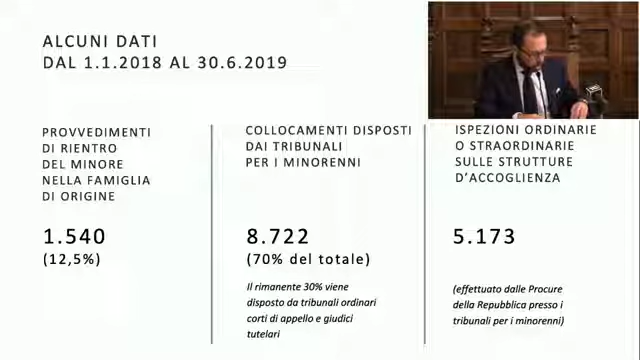 ALCUNI DATI
DAL 1.1.2018 AL 30.6.2019
PROVVEDIMENTI
DI RIENTRO
DEL MINORE
NELLA FAMIGLIA
DI ORIGINE
1.540
(12,5%)
COLLOCAMENTI DISPOSTI
DAI TRIBUNALI
PER I MINORENNI
8.722
(70% del totale)
Il rimanente 30% viene
disposto da tribunali ordinari
corti di appello e giudici
tutelari
ISPEZIONI ORDINARIE
O STRAORDINARIE
SULLE STRUTTURE
D'ACCOGLIENZA
5.173
(effettuato dalle Procure
della Repubblica presso i
tribunali per i minorenni)